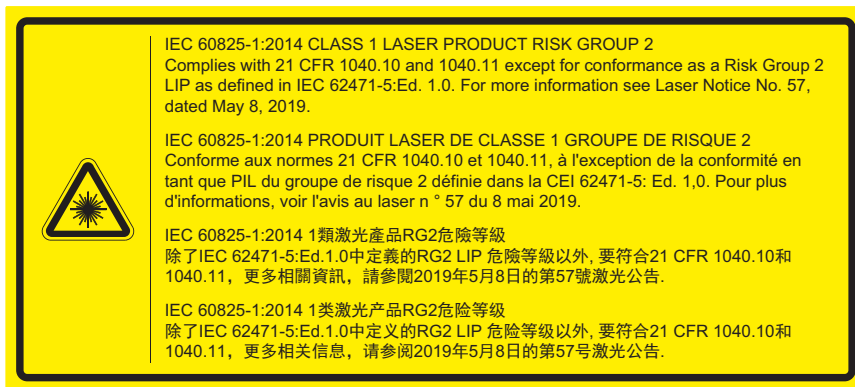 IEC 60825-1:2014 CLASS 1 LASER PRODUCT RISK GROUP 2
Complies with 21 CFR 1040.10 and 1040.11 except for conformance as a Risk Group 2
LIP as defined in IEC 62471-5:Ed. 1.0. For more information see Laser Notice No. 57,
dated May 8, 2019.
IEC 60825-1:2014 PRODUIT LASER DE CLASSE 1 GROUPE DE RISQUE 2
Conforme aux normes 21 CFR 1040.10 et 1040.11, à l'exception de la conformité en
tant que PIL du groupe de risque 2 définie dans la CEI 62471-5: Ed. 1,0. Pour plus
d'informations, voir l'avis au laser n ° 57 du 8 mai 2019.
IEC 60825-1:2014 1類激光產品RG2危險等級
除了IEC 62471-5:Ed.1.0中定義的RG2 LIP 危險等級以外, 要符合21 CFR 1040.10和
1040.11，更多相關資訊，請參閱2019年5月8日的第57號激光公告.
IEC 60825-1:2014 1类激光产品RG2危险等级
除了IEC 62471-5:Ed.1.0中定义的RG2 LIP 危险等級以外, 要符合21 CFR 1040.10和
1040.11，更多相关信息，请参阅2019年5月8日的第57号激光公告.